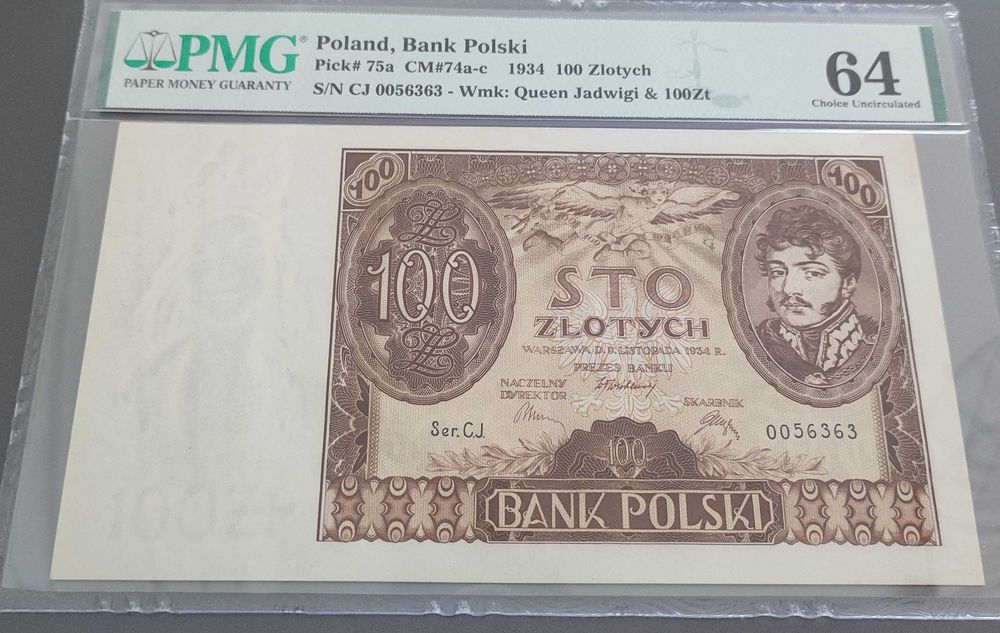 PMG®
PAPER MONEY GUARANTY
Poland, Bank Polski
Pick# 75a CM#74a-c 1934 100 Zlotych
S/N CJ 0056363 - Wmk: Queen Jadwigi & 100Zt
64
Choice Uncirculated
100
100
100
STO
ZŁOTYCH
WARSZAWA D. 9. LISTOPADA 1934 R.
PREZES BANKU
NACZELNY
DYREKTOR
SKARBNIK
Ser. C.J.
0056363
100
BANK POLSKI